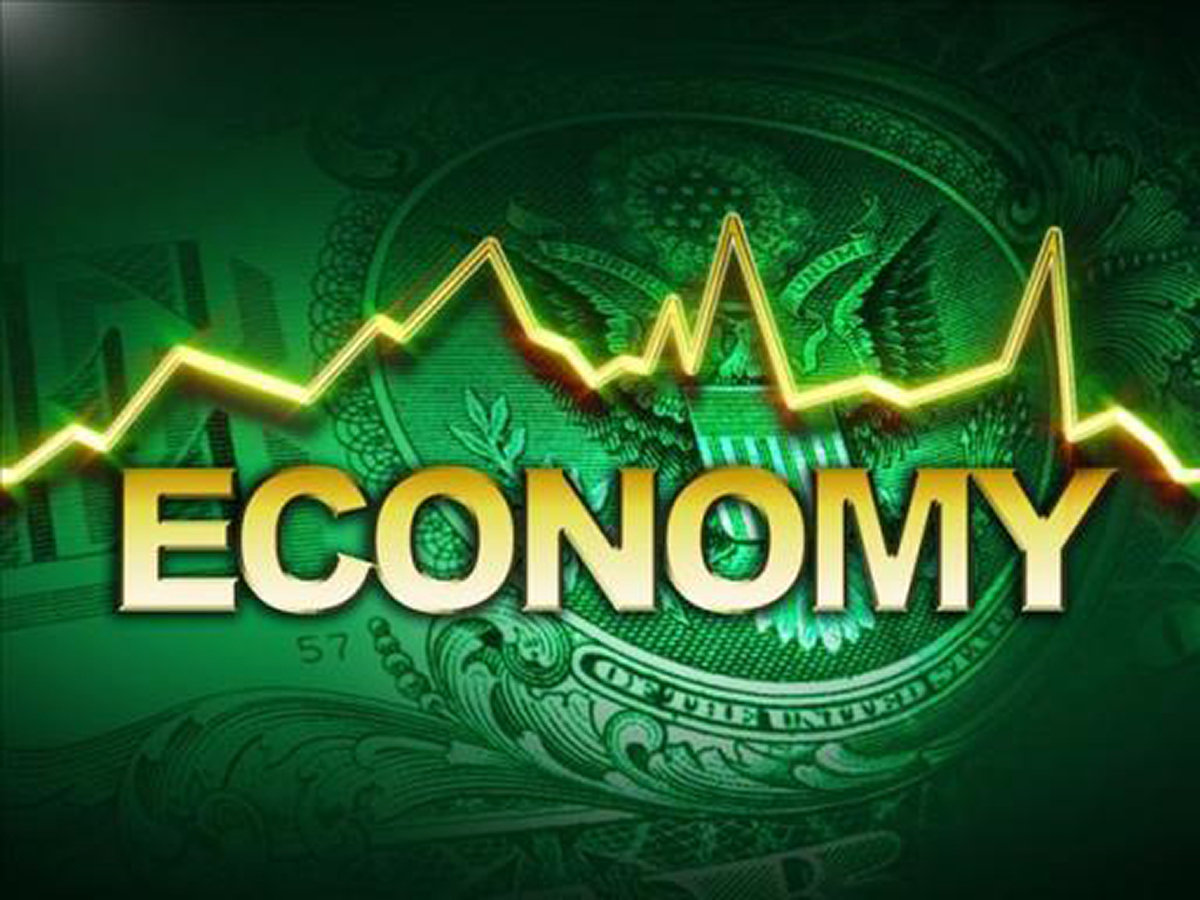 ECONOMY
57
OF THE UNITED STA